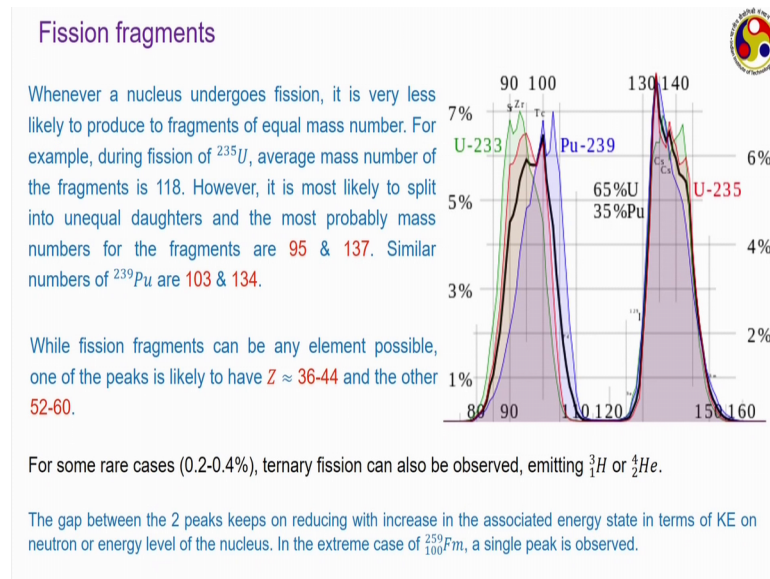 Fission fragments
Whenever a nucleus undergoes fission, it is very less
likely to produce to fragments of equal mass number. For
example, during fission of ²³⁵U, average mass number of
the fragments is 118. However, it is most likely to split
into unequal daughters and the most probably mass
numbers for the fragments are 95 & 137. Similar
numbers of ²³⁹Pu are 103 & 134.
While fission fragments can be any element possible,
one of the peaks is likely to have Z ≈ 36-44 and the other
52-60.
90 100 130 140
7%
Zr
Tc
U-233 Pu-239
6%
Cs
Cs
65%U
35%Pu
U-235
5%
4%
3%
2%
1%
80 90 110 120 150 160
For some rare cases (0.2-0.4%), ternary fission can also be observed, emitting ³₁H or ⁴₂He.
The gap between the 2 peaks keeps on reducing with increase in the associated energy state in terms of KE on
neutron or energy level of the nucleus. In the extreme case of ²⁵⁹₁₀₀Fm, a single peak is observed.